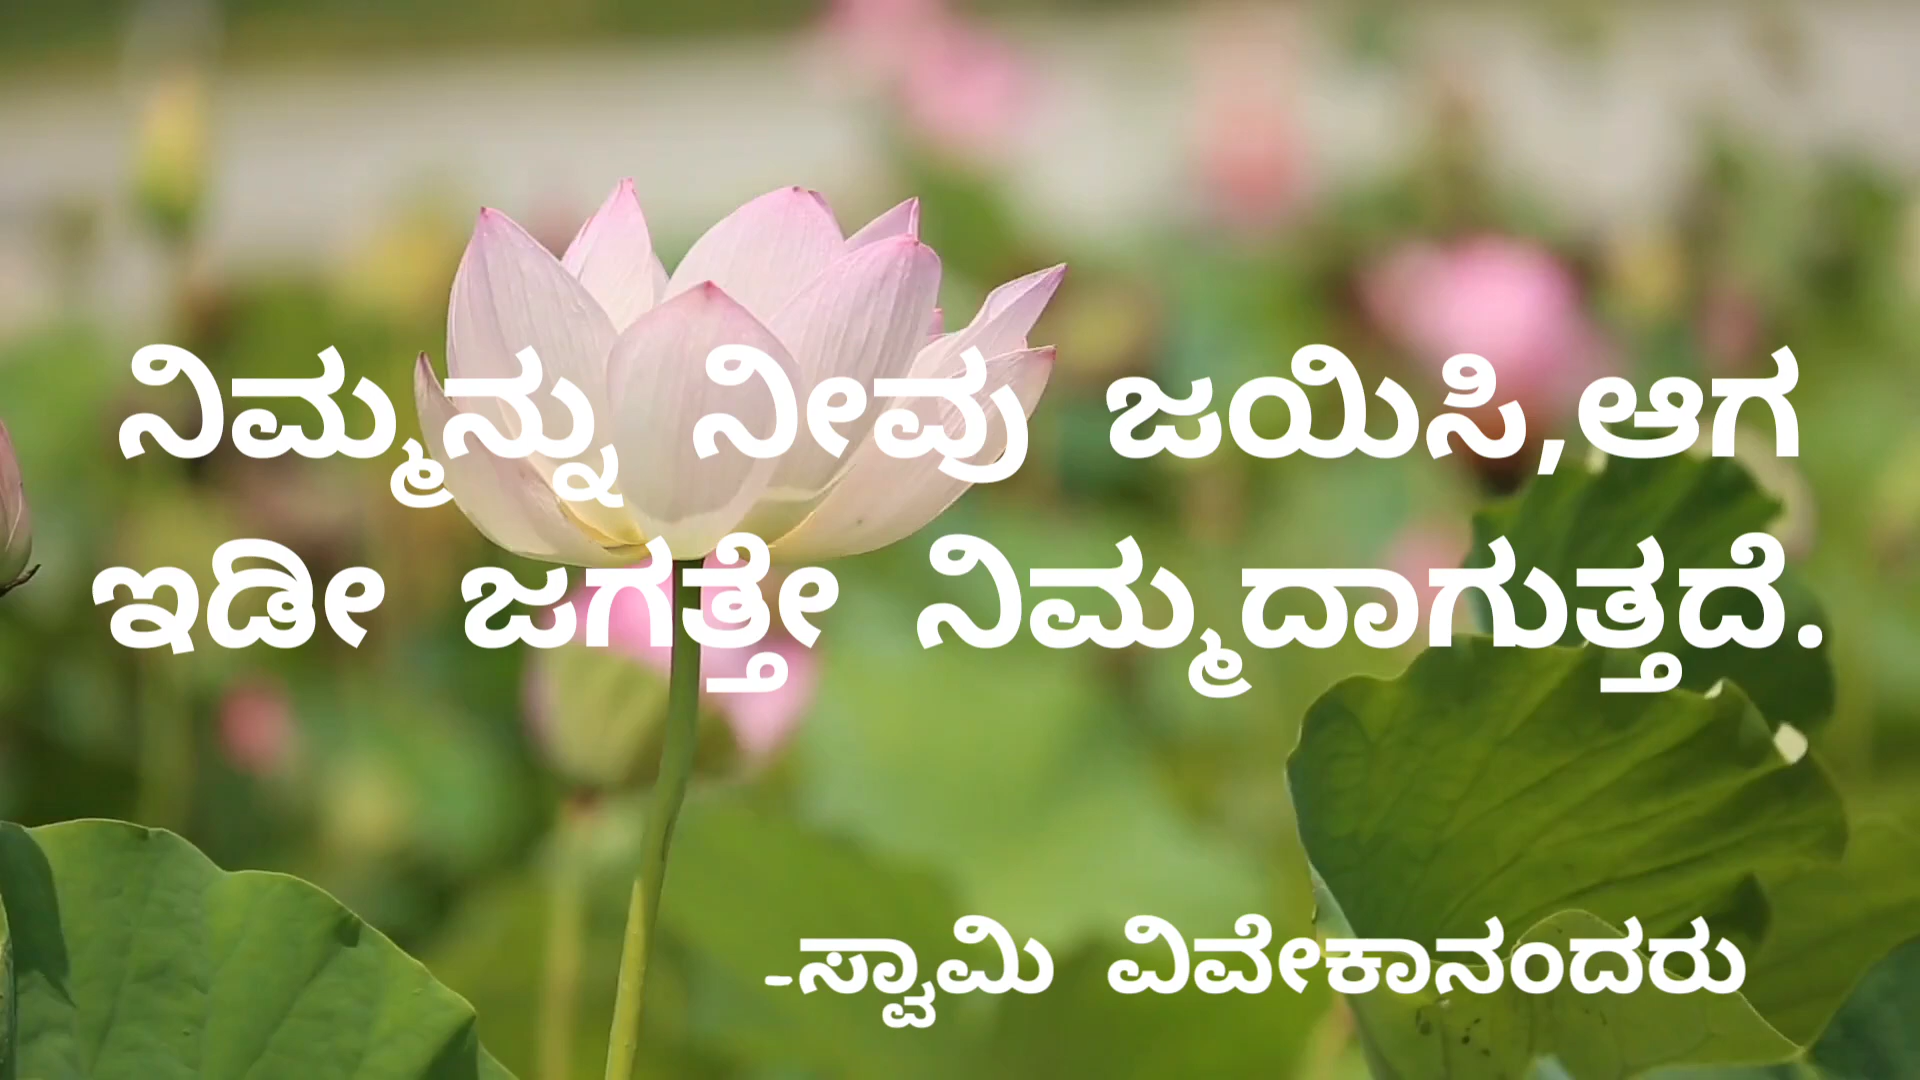 ನಿಮ್ಮನ್ನು ನೀವು ಜಯಿಸಿ,ಆಗ
ಇಡೀ ಜಗತ್ತೇ ನಿಮ್ಮದಾಗುತ್ತದೆ.
-ಸ್ವಾಮಿ ವಿವೇಕಾನಂದರು